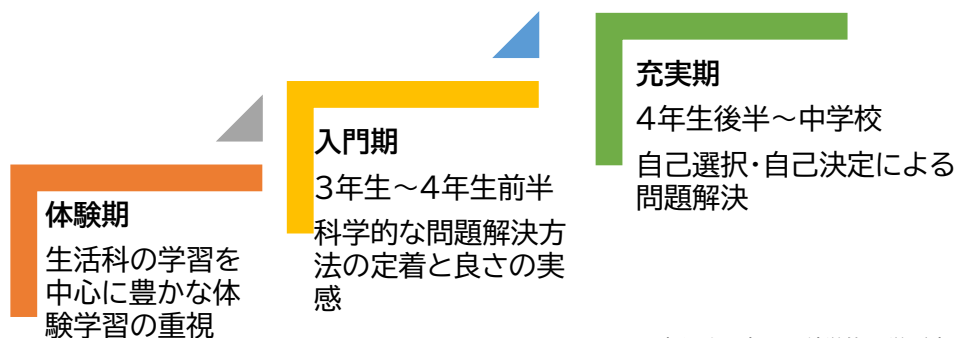 体験期
生活科の学習を
中心に豊かな体
験学習の重視
入門期
3年生～4年生前半
科学的な問題解決方
法の定着と良さの実
感
充実期
4年生後半～中学校
自己選択・自己決定による
問題解決